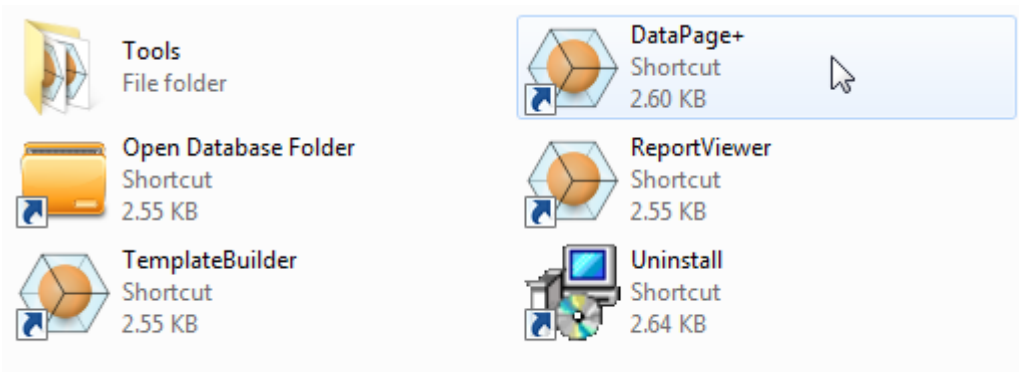 Tools
File folder
DataPage+
Shortcut
2.60 KB
Open Database Folder
Shortcut
2.55 KB
ReportViewer
Shortcut
2.55 KB
TemplateBuilder
Shortcut
2.55 KB
Uninstall
Shortcut
2.64 KB